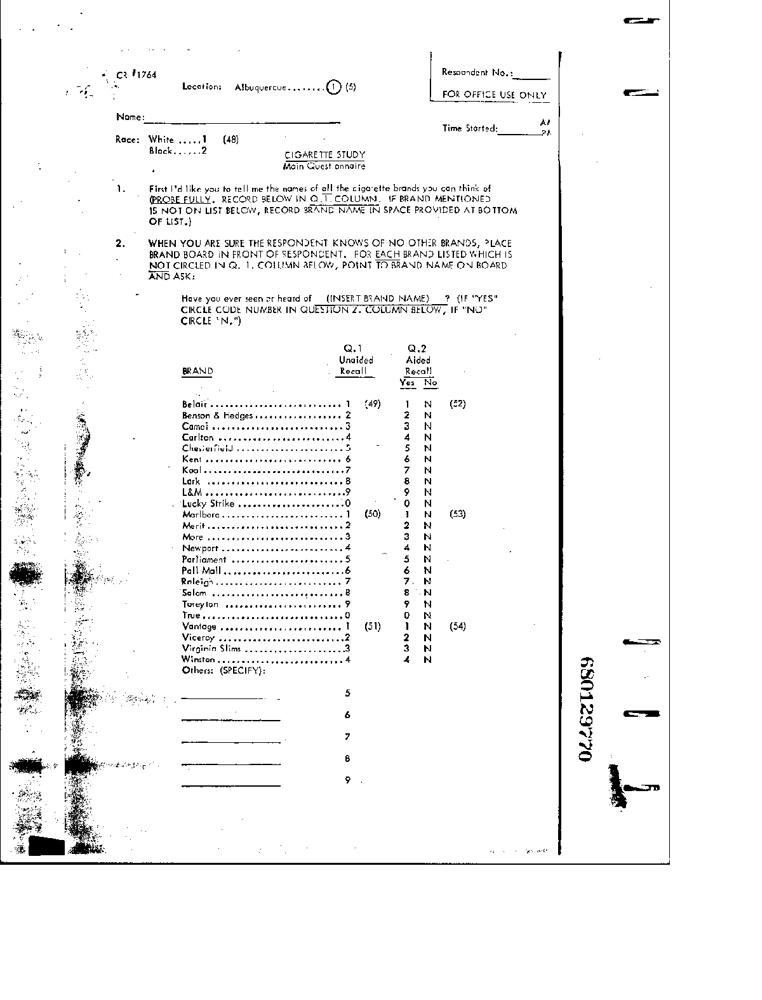 CR #1764
Location: Albuquerque........(1) (5)
Respondent No.:______
FOR OFFICE USE ONLY
Name:____________________
Time Started:________
Race: White .....1 (48)
Black......2
CIGARETTE STUDY
Main Questionnaire
1. First I'd like you to tell me the names of all the cigarette brands you can think of
(PROBE FULLY. RECORD BELOW IN Q.1. COLUMN. IF BRAND MENTIONED
IS NOT ON LIST BELOW, RECORD BRAND NAME IN SPACE PROVIDED AT BOTTOM
OF LIST.)
2. WHEN YOU ARE SURE THE RESPONDENT KNOWS OF NO OTHER BRANDS, PLACE
BRAND BOARD IN FRONT OF RESPONDENT. FOR EACH BRAND LISTED WHICH IS
NOT CIRCLED IN Q. 1. COLUMN BELOW, POINT TO BRAND NAME ON BOARD
AND ASK:
Have you ever seen or heard of (INSERT BRAND NAME) ? (IF "YES"
CIRCLE CODE NUMBER IN QUESTION 2. COLUMN BELOW, IF "NO"
CIRCLE "N.")
Q.1 Q.2
Unaided Aided
BRAND Recall Recall
Yes No
Belair .......................... 1 (49) 1 N (52)
Benson & Hedges................. 2 2 N
Camel .........................3 3 N
Carlton ........................4 4 N
Chesterfield .....................5 5 N
Kent ........................... 6 6 N
Kool...........................7 7 N
Lark .......................... 8 8 N
L&M ..........................9 9 N
Lucky Strike ....................0 0 N
Marlboro ....................... 1 (50) 1 N (53)
Merit ..........................2 2 N
More ..........................3 3 N
Newport ....................... 4 4 N
Parliament ......................5 5 N
Pall Mall .......................6 6 N
Raleigh ........................ 7 7 N
Salem .........................8 8 N
Tareyton ...................... 9 9 N
True...........................0 0 N
Vantage ....................... 1 (51) 1 N (54)
Viceroy ........................2 2 N
Virginia Slims ...................3 3 N
Winston ........................ 4 4 N
Others: (SPECIFY):
5
6
7
8
9
680129770